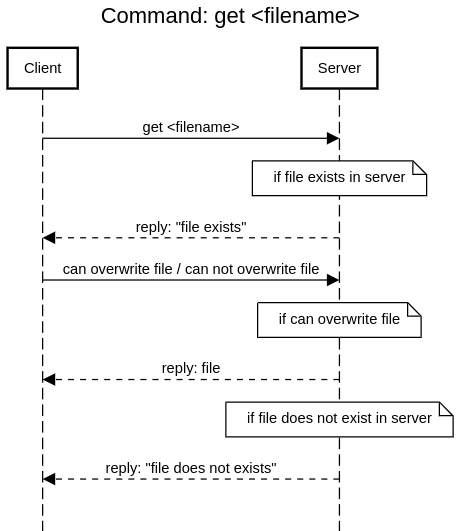 Command: get <filename>
Client
Server
get <filename>
if file exists in server
reply: "file exists"
can overwrite file / can not overwrite file
if can overwrite file
reply: file
if file does not exist in server
reply: "file does not exists"